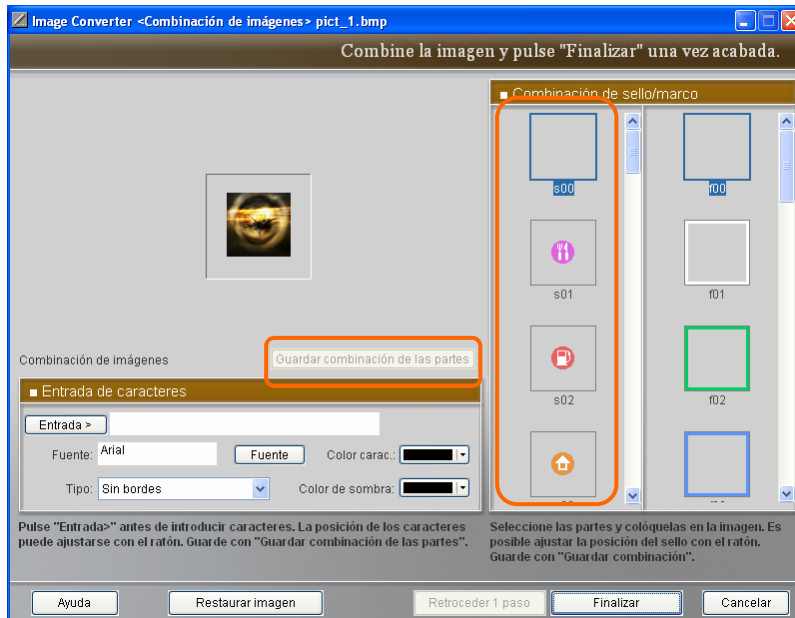 Image Converter <Combinación de imágenes> pict_1.bmp
Combine la imagen y pulse "Finalizar" una vez acabada.
Combinación de sello/marco
s00
f00
s01
f01
s02
f02
Combinación de imágenes
Guardar combinación de las partes
Entrada de caracteres
Entrada >
Fuente: Arial
Fuente
Color carac.:
Tipo: Sin bordes
Color de sombra:
Pulse "Entrada>" antes de introducir caracteres. La posición de los caracteres
puede ajustarse con el ratón. Guarde con "Guardar combinación de las partes".
Seleccione las partes y colóquelas en la imagen. Es
posible ajustar la posición del sello con el ratón.
Guarde con "Guardar combinación".
Ayuda
Restaurar imagen
Retroceder 1 paso
Finalizar
Cancelar